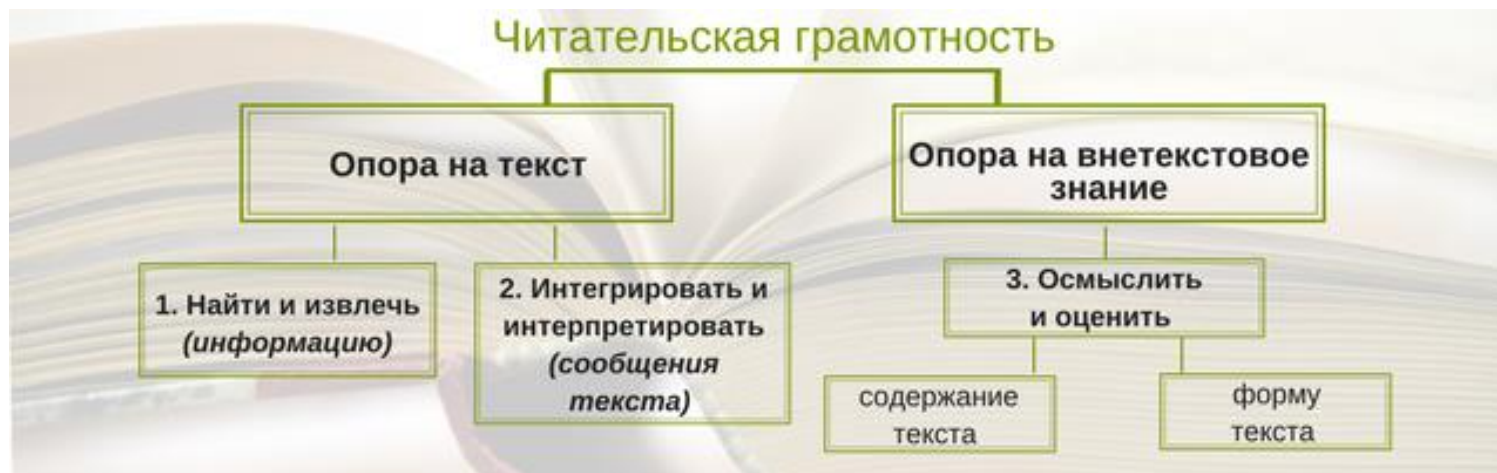 Читательская грамотность
Опора на текст
Опора на внетекстовое
знание
1. Найти и извлечь
(информацию)
2. Интегрировать и
интерпретировать
(сообщения
текста)
3. Осмыслить
и оценить
содержание
текста
форму
текста